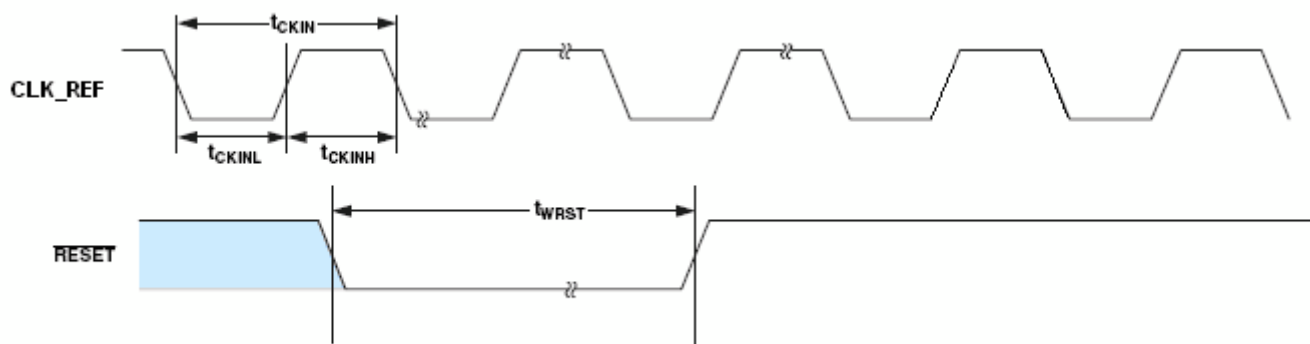 tCKIN
CLK_REF
tCKINL
tCKINH
tWRST
RESET